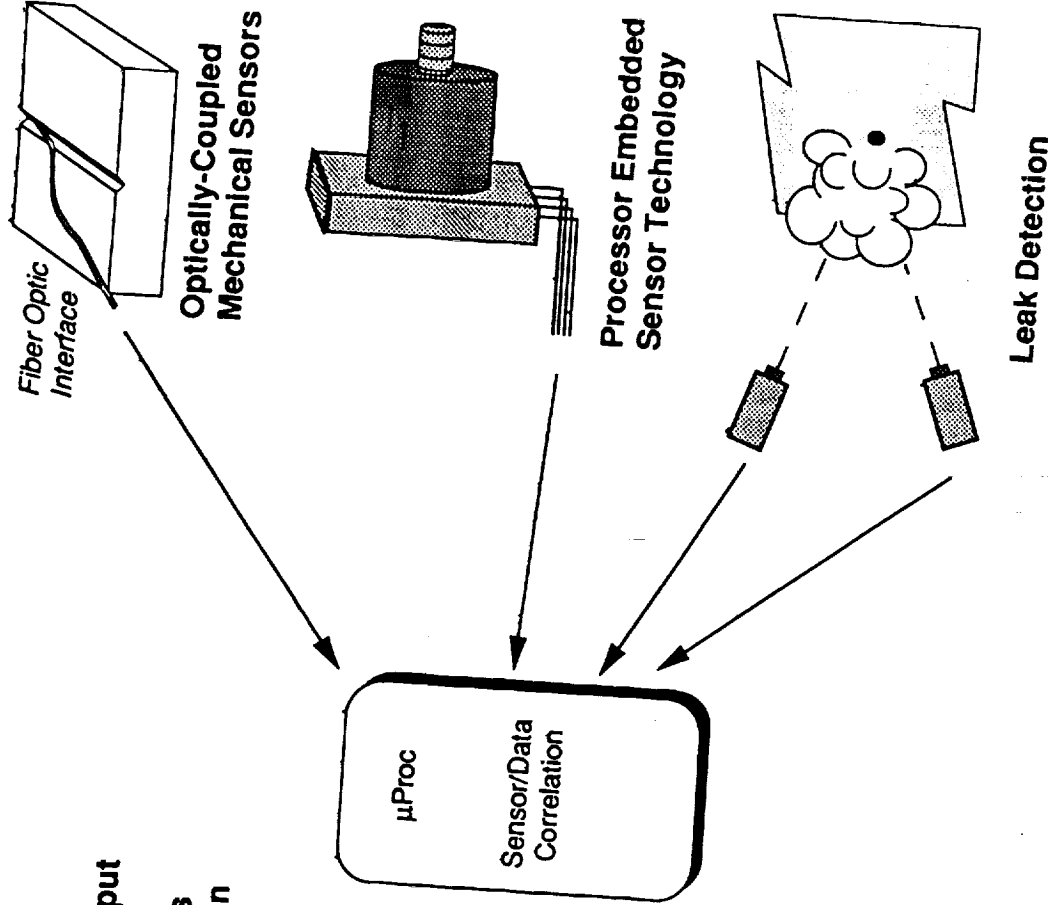 Fiber Optic
Interface
Optically-Coupled
Mechanical Sensors
Processor Embedded
Sensor Technology
Leak Detection
µProc
Sensor/Data
Correlation